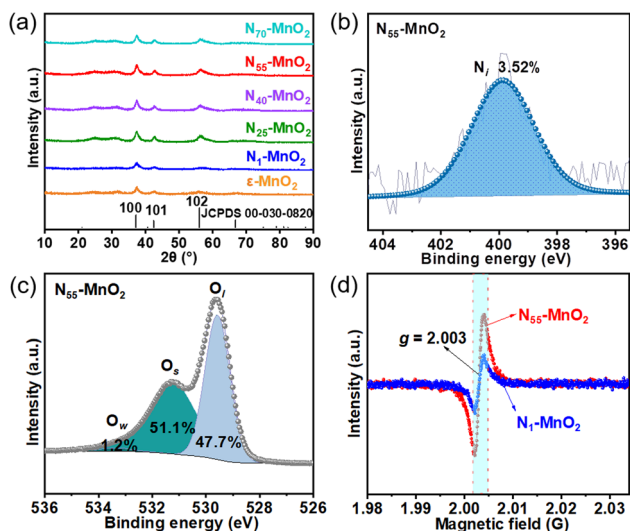 (a)
N₇₀-MnO₂
N₅₅-MnO₂
N₄₀-MnO₂
N₂₅-MnO₂
N₁-MnO₂
ε-MnO₂
100
101
102
JCPDS 00-030-0820
Intensity (a.u.)
10 20 30 40 50 60 70 80 90
2θ (°)
(b)
N₅₅-MnO₂
Nᵢ 3.52%
Intensity (a.u.)
404 402 400 398 396
Binding energy (eV)
(c)
N₅₅-MnO₂
Oₗ
Oₛ
O_w
51.1%
47.7%
1.2%
Intensity (a.u.)
536 534 532 530 528 526
Binding energy (eV)
(d)
N₅₅-MnO₂
g = 2.003
N₁-MnO₂
Intensity (a.u.)
1.98 1.99 2.00 2.01 2.02 2.03
Magnetic field (G)